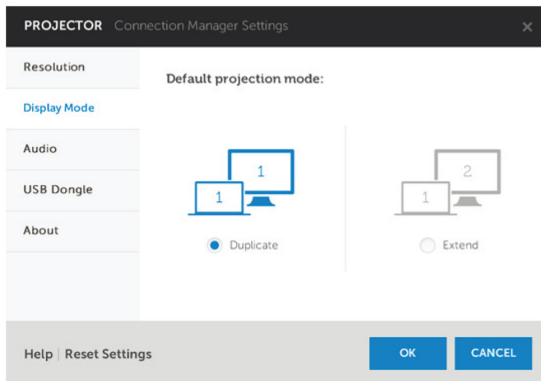 PROJECTOR Connection Manager Settings ×
Resolution
Display Mode
Audio
USB Dongle
About
Default projection mode:
1 1
Duplicate
1 2
Extend
Help | Reset Settings
OK CANCEL